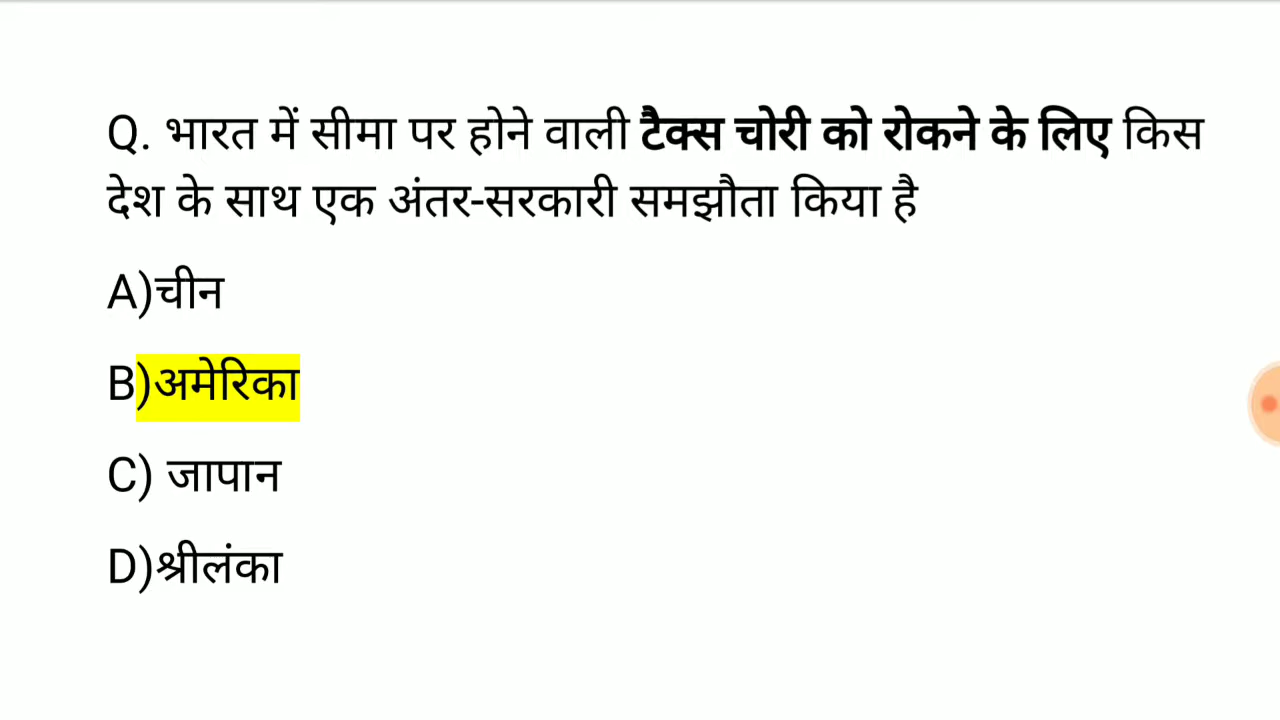 Q. भारत में सीमा पर होने वाली टैक्स चोरी को रोकने के लिए किस
देश के साथ एक अंतर-सरकारी समझौता किया है
A)चीन
B)अमेरिका
C) जापान
D)श्रीलंका